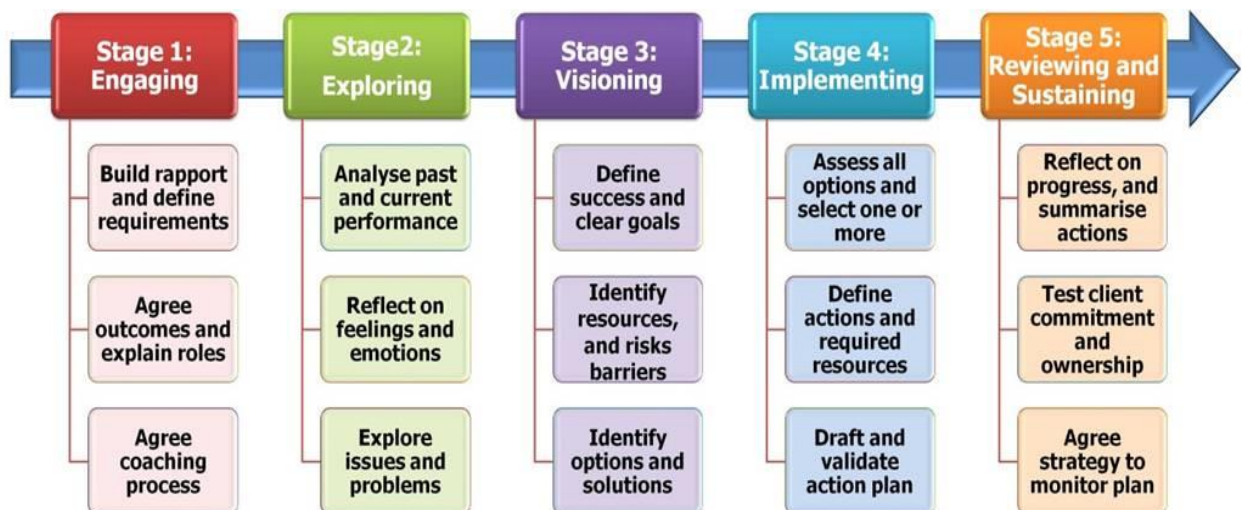 Stage 1:
Engaging
Build rapport
and define
requirements
Agree
outcomes and
explain roles
Agree
coaching
process
Stage2:
Exploring
Analyse past
and current
performance
Reflect on
feelings and
emotions
Explore
issues and
problems
Stage 3:
Visioning
Define
success and
clear goals
Identify
resources,
and risks
barriers
Identify
options and
solutions
Stage 4:
Implementing
Assess all
options and
select one or
more
Define
actions and
required
resources
Draft and
validate
action plan
Stage 5:
Reviewing and
Sustaining
Reflect on
progress, and
summarise
actions
Test client
commitment
and
ownership
Agree
strategy to
monitor plan